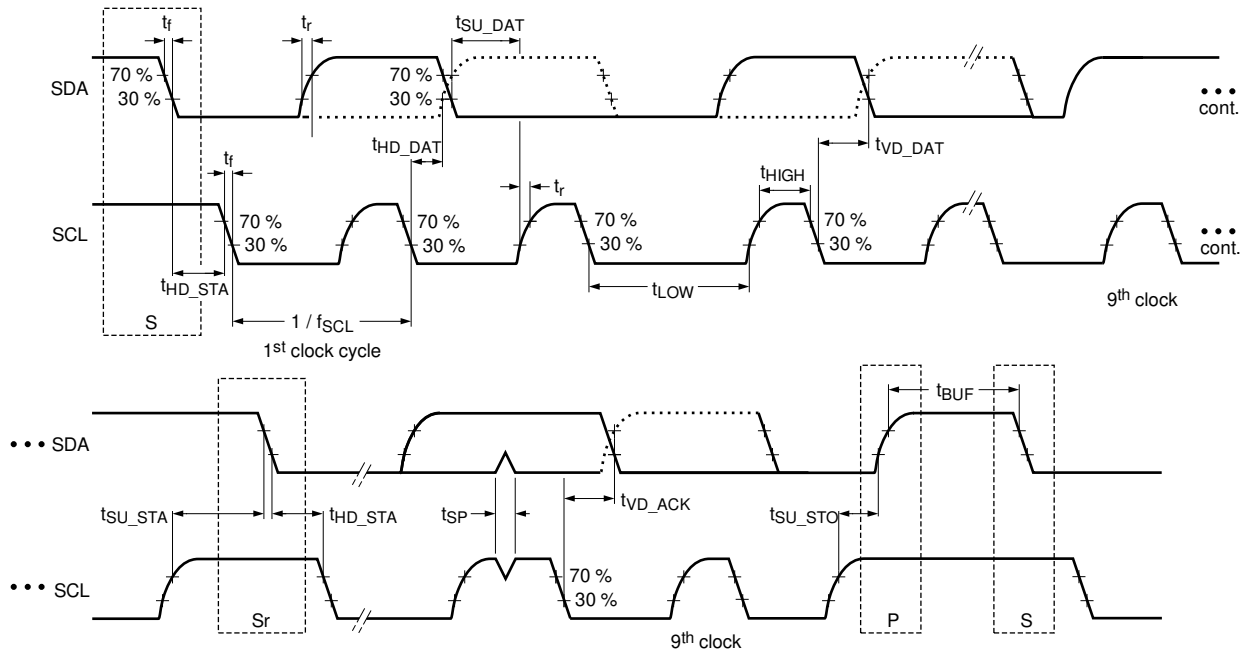 tf tr tSU_DAT
70 % 70 %
SDA 30 % 30 % ••• cont.
tHD_DAT tVD_DAT
tf tr tHIGH
70 % 70 % 70 % 70 %
SCL 30 % 30 % 30 % 30 % ••• cont.
tHD_STA tLOW 9th clock
S 1 / fSCL
1st clock cycle
tBUF
••• SDA
tSU_STA tHD_STA tSP tVD_ACK tSU_STO
70 %
••• SCL 30 %
Sr 9th clock P S